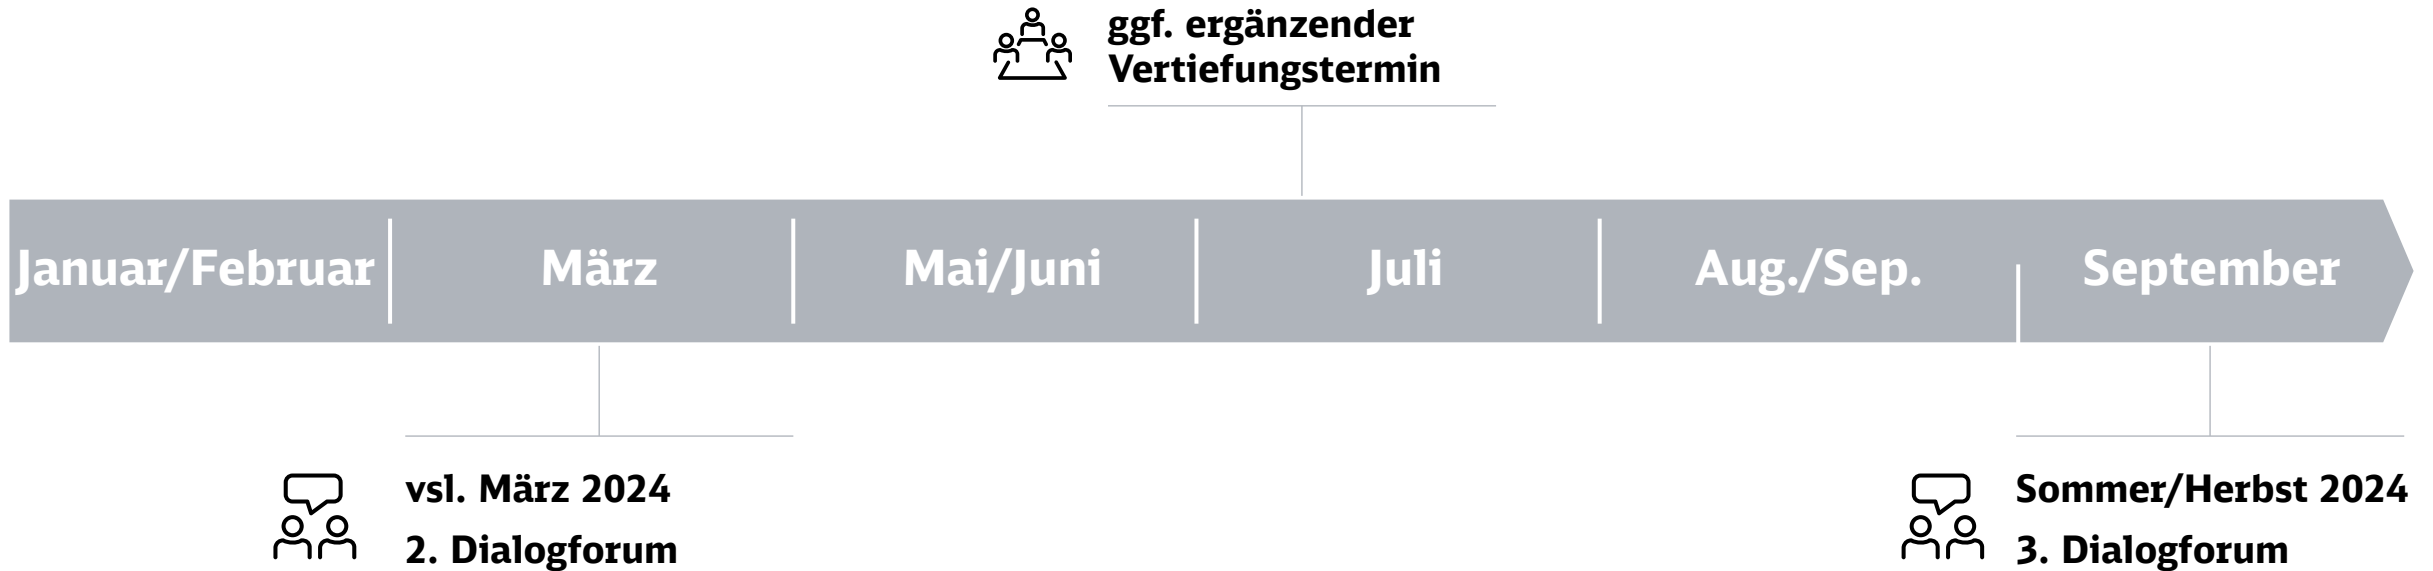 ggf. ergänzender
Vertiefungstermin
Januar/Februar
März
Mai/Juni
Juli
Aug./Sep.
September
vsl. März 2024
2. Dialogforum
Sommer/Herbst 2024
3. Dialogforum